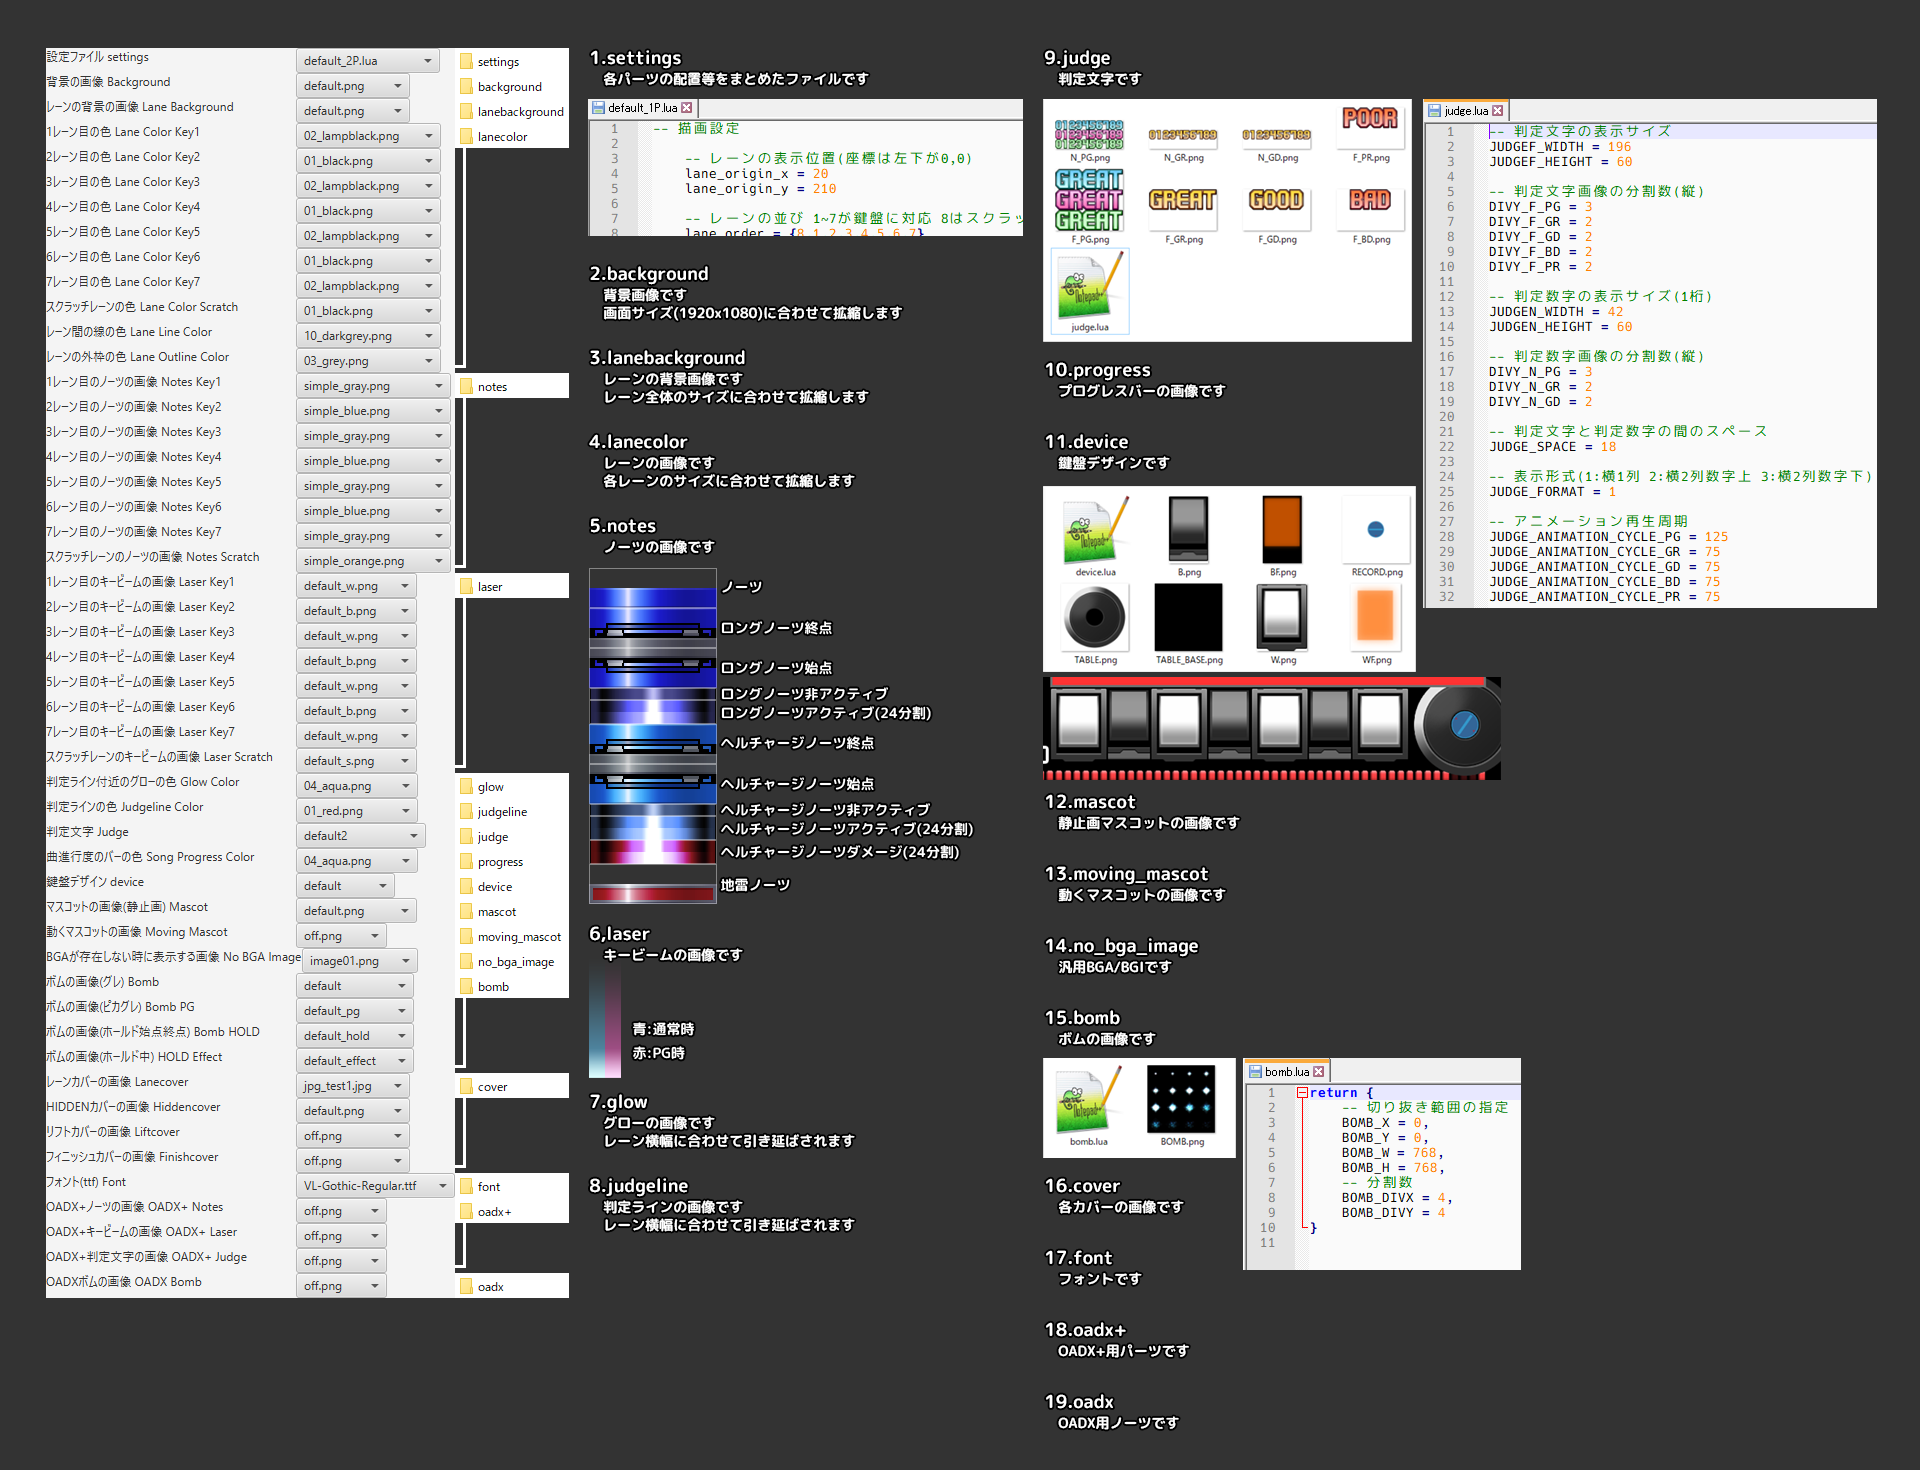 設定ファイル settings
default_2P.lua
settings
背景の画像 Background
default.png
background
レーンの背景の画像 Lane Background
default.png
lanebackground
1レーン目の色 Lane Color Key1
02_lampblack.png
lanecolor
2レーン目の色 Lane Color Key2
01_black.png
3レーン目の色 Lane Color Key3
02_lampblack.png
4レーン目の色 Lane Color Key4
01_black.png
5レーン目の色 Lane Color Key5
02_lampblack.png
6レーン目の色 Lane Color Key6
01_black.png
7レーン目の色 Lane Color Key7
02_lampblack.png
スクラッチレーンの色 Lane Color Scratch
01_black.png
レーン間の線の色 Lane Line Color
10_darkgrey.png
レーンの外枠の色 Lane Outline Color
03_grey.png
1レーン目のノーツの画像 Notes Key1
simple_gray.png
notes
2レーン目のノーツの画像 Notes Key2
simple_blue.png
3レーン目のノーツの画像 Notes Key3
simple_gray.png
4レーン目のノーツの画像 Notes Key4
simple_blue.png
5レーン目のノーツの画像 Notes Key5
simple_gray.png
6レーン目のノーツの画像 Notes Key6
simple_blue.png
7レーン目のノーツの画像 Notes Key7
simple_gray.png
スクラッチレーンのノーツの画像 Notes Scratch
simple_orange.png
1レーン目のキービームの画像 Laser Key1
default_w.png
laser
2レーン目のキービームの画像 Laser Key2
default_b.png
3レーン目のキービームの画像 Laser Key3
default_w.png
4レーン目のキービームの画像 Laser Key4
default_b.png
5レーン目のキービームの画像 Laser Key5
default_w.png
6レーン目のキービームの画像 Laser Key6
default_b.png
7レーン目のキービームの画像 Laser Key7
default_w.png
スクラッチレーンのキービームの画像 Laser Scratch
default_s.png
判定ライン付近のグローの色 Glow Color
04_aqua.png
glow
判定ラインの色 Judgeline Color
01_red.png
judgeline
判定文字 Judge
default2
judge
曲進行度のバーの色 Song Progress Color
04_aqua.png
progress
鍵盤デザイン device
default
device
マスコットの画像(静止画) Mascot
default.png
mascot
動くマスコットの画像 Moving Mascot
off.png
moving_mascot
BGAが存在しない時に表示する画像 No BGA Image
image01.png
no_bga_image
ボムの画像(グレ) Bomb
default
bomb
ボムの画像(ピカグレ) Bomb PG
default_pg
ボムの画像(ホールド始点終点) Bomb HOLD
default_hold
ボムの画像(ホールド中) HOLD Effect
default_effect
レーンカバーの画像 Lanecover
jpg_test1.jpg
cover
HIDDENカバーの画像 Hiddencover
default.png
リフトカバーの画像 Liftcover
off.png
フィニッシュカバーの画像 Finishcover
off.png
フォント(ttf) Font
VL-Gothic-Regular.ttf
font
OADX+ノーツの画像 OADX+ Notes
off.png
oadx+
OADX+キービームの画像 OADX+ Laser
off.png
OADX+判定文字の画像 OADX+ Judge
off.png
OADXボムの画像 OADX Bomb
off.png
oadx
1.settings
各パーツの配置等をまとめたファイルです
default_1P.lua
1 -- 描画設定
2
3 -- レーンの表示位置(座標は左下が0,0)
4 lane_origin_x = 20
5 lane_origin_y = 210
6
7 -- レーンの並び 1~7が鍵盤に対応 8はスクラッ
8 lane_order = {8,1,2,3,4,5,6,7}
2.background
背景画像です
画面サイズ(1920x1080)に合わせて拡縮します
3.lanebackground
レーンの背景画像です
レーン全体のサイズに合わせて拡縮します
4.lanecolor
レーンの画像です
各レーンのサイズに合わせて拡縮します
5.notes
ノーツの画像です
ノーツ
ロングノーツ終点
ロングノーツ始点
ロングノーツ非アクティブ
ロングノーツアクティブ(24分割)
ヘルチャージノーツ終点
ヘルチャージノーツ始点
ヘルチャージノーツ非アクティブ
ヘルチャージノーツアクティブ(24分割)
ヘルチャージノーツダメージ(24分割)
地雷ノーツ
6,laser
キービームの画像です
青:通常時
赤:PG時
7.glow
グローの画像です
レーン横幅に合わせて引き延ばされます
8.judgeline
判定ラインの画像です
レーン横幅に合わせて引き延ばされます
9.judge
判定文字です
0123456789
0123456789
0123456789
0123456789
0123456789
POOR
N_PG.png
N_GR.png
N_GD.png
F_PR.png
GREAT
GREAT
GREAT
GREAT
GOOD
BAD
F_PG.png
F_GR.png
F_GD.png
F_BD.png
Notepad++
judge.lua
judge.lua
1 -- 判定文字の表示サイズ
2 JUDGEF_WIDTH = 196
3 JUDGEF_HEIGHT = 60
4
5 -- 判定文字画像の分割数(縦)
6 DIVY_F_PG = 3
7 DIVY_F_GR = 2
8 DIVY_F_GD = 2
9 DIVY_F_BD = 2
10 DIVY_F_PR = 2
11
12 -- 判定数字の表示サイズ(1桁)
13 JUDGEN_WIDTH = 42
14 JUDGEN_HEIGHT = 60
15
16 -- 判定数字画像の分割数(縦)
17 DIVY_N_PG = 3
18 DIVY_N_GR = 2
19 DIVY_N_GD = 2
20
21 -- 判定文字と判定数字の間のスペース
22 JUDGE_SPACE = 18
23
24 -- 表示形式(1:横1列 2:横2列数字上 3:横2列数字下)
25 JUDGE_FORMAT = 1
26
27 -- アニメーション再生周期
28 JUDGE_ANIMATION_CYCLE_PG = 125
29 JUDGE_ANIMATION_CYCLE_GR = 75
30 JUDGE_ANIMATION_CYCLE_GD = 75
31 JUDGE_ANIMATION_CYCLE_BD = 75
32 JUDGE_ANIMATION_CYCLE_PR = 75
10.progress
プログレスバーの画像です
11.device
鍵盤デザインです
Notepad++
device.lua
B.png
BF.png
RECORD.png
TABLE.png
TABLE_BASE.png
W.png
WF.png
12.mascot
静止画マスコットの画像です
13.moving_mascot
動くマスコットの画像です
14.no_bga_image
汎用BGA/BGIです
15.bomb
ボムの画像です
Notepad++
bomb.lua
BOMB.png
bomb.lua
1 return {
2 -- 切り抜き範囲の指定
3 BOMB_X = 0,
4 BOMB_Y = 0,
5 BOMB_W = 768,
6 BOMB_H = 768,
7 -- 分割数
8 BOMB_DIVX = 4,
9 BOMB_DIVY = 4
10 }
11
16.cover
各カバーの画像です
17.font
フォントです
18.oadx+
OADX+用パーツです
19.oadx
OADX用ノーツです